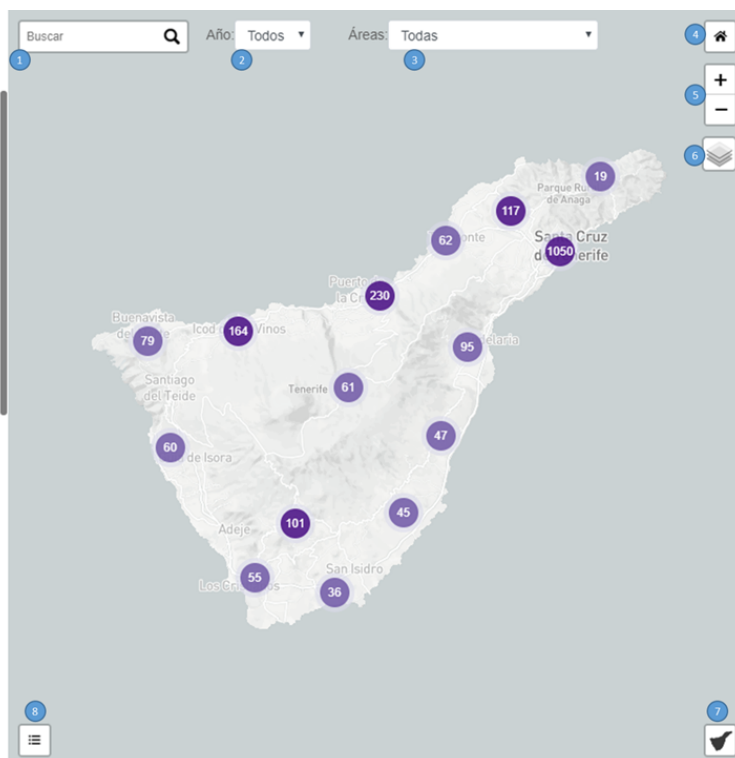 Buscar
Año: Todos
Áreas: Todas
1
2
3
4
+
5
−
6
19
Parque Ru
de Anaga
117
62
onte
Santa Cruz
de Tenerife
1050
Puerto de
la Cruz
230
Buenavista
del Norte
79
Icod de los Vinos
164
95
elaria
Santiago
del Teide
Tenerife
61
47
60
de Isora
45
101
Adeje
55
San Isidro
Los Cristianos
36
8
7